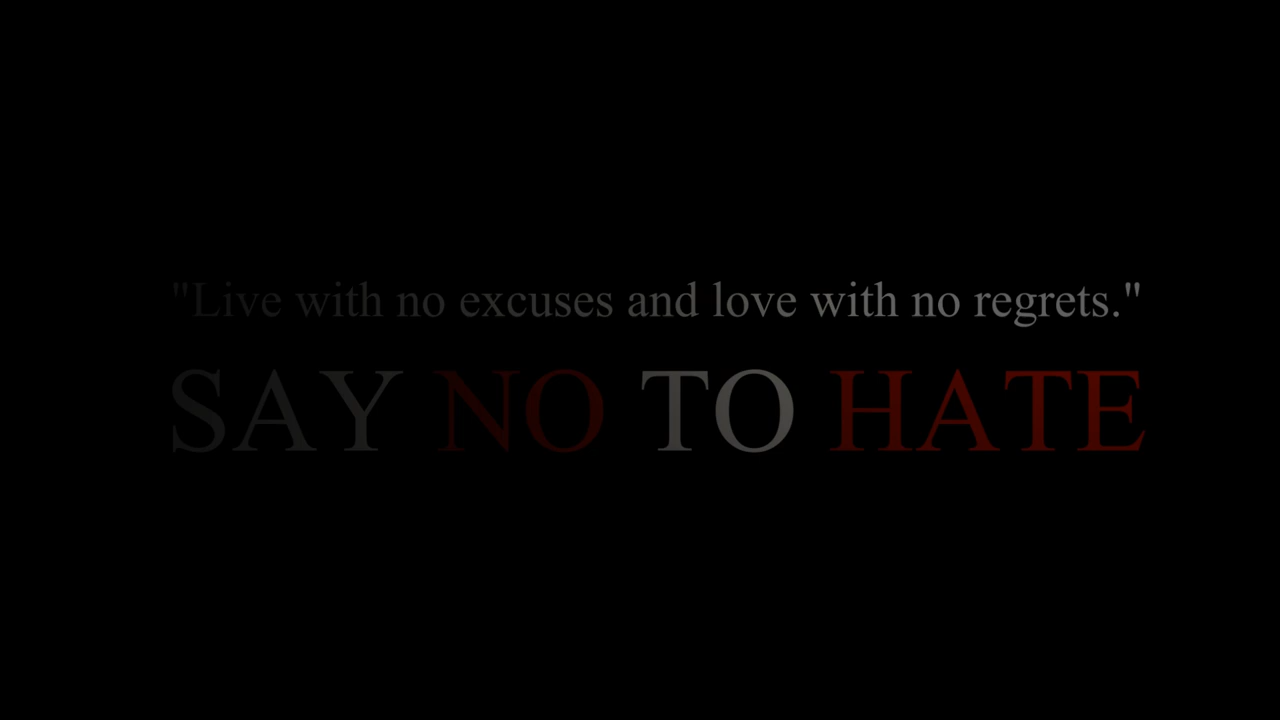 "Live with no excuses and love with no regrets."
SAY NO TO HATE